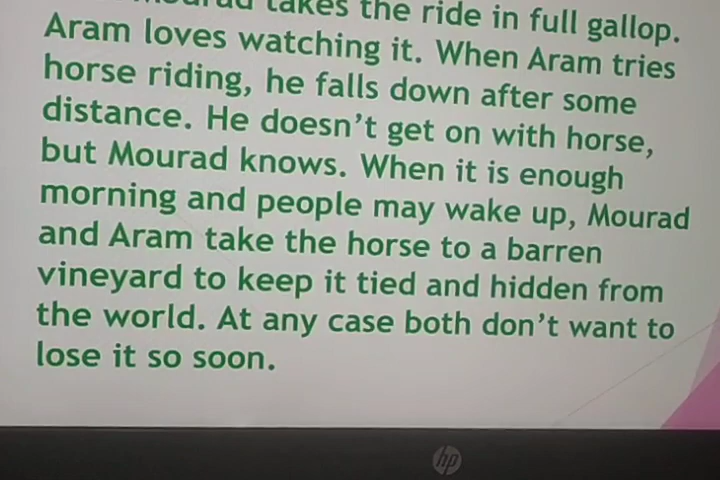 Mourad takes the ride in full gallop.
Aram loves watching it. When Aram tries
horse riding, he falls down after some
distance. He doesn't get on with horse,
but Mourad knows. When it is enough
morning and people may wake up, Mourad
and Aram take the horse to a barren
vineyard to keep it tied and hidden from
the world. At any case both don't want to
lose it so soon.
hp